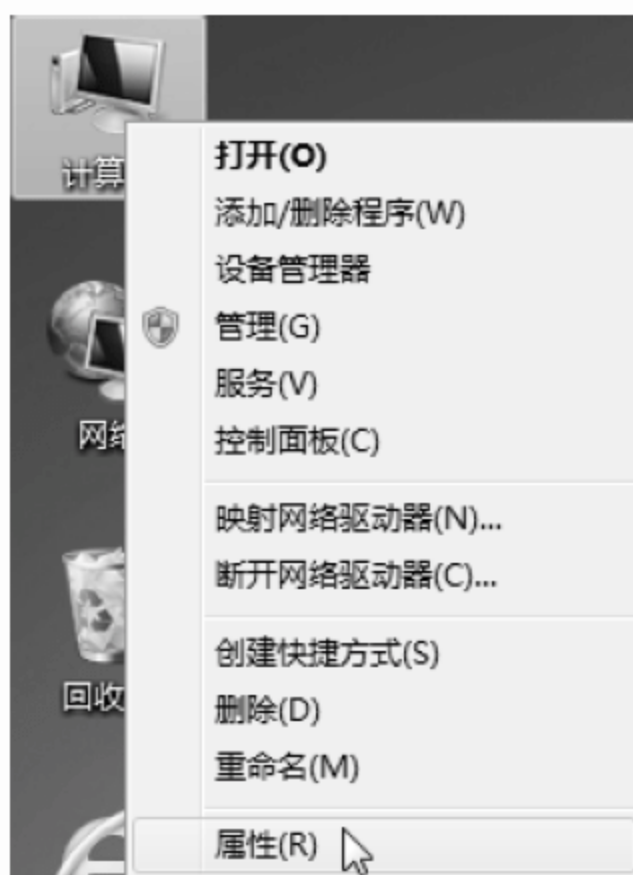 计算
打开(O)
添加/删除程序(W)
设备管理器
管理(G)
服务(V)
网络
控制面板(C)
映射网络驱动器(N)...
断开网络驱动器(C)...
创建快捷方式(S)
回收
删除(D)
重命名(M)
属性(R)